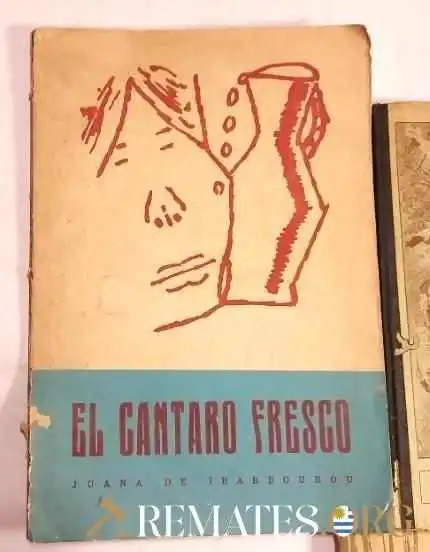 EL CANTARO FRESCO
JUANA DE IBARBOUROU
REMATES.ORG